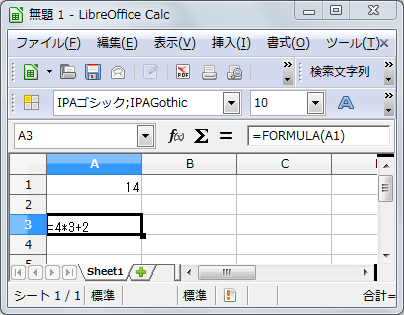 無題 1 - LibreOffice Calc
ファイル(F) 編集(E) 表示(V) 挿入(I) 書式(O) ツール(T)
PDF ABC » 検索文字列 »
IPAゴシック;IPAGothic 10 A »
A3 f(x) Σ = =FORMULA(A1)
A B C
1 14
2
3 =4*3+2
4
Sheet1
シート 1 / 1 標準 標準 合計=